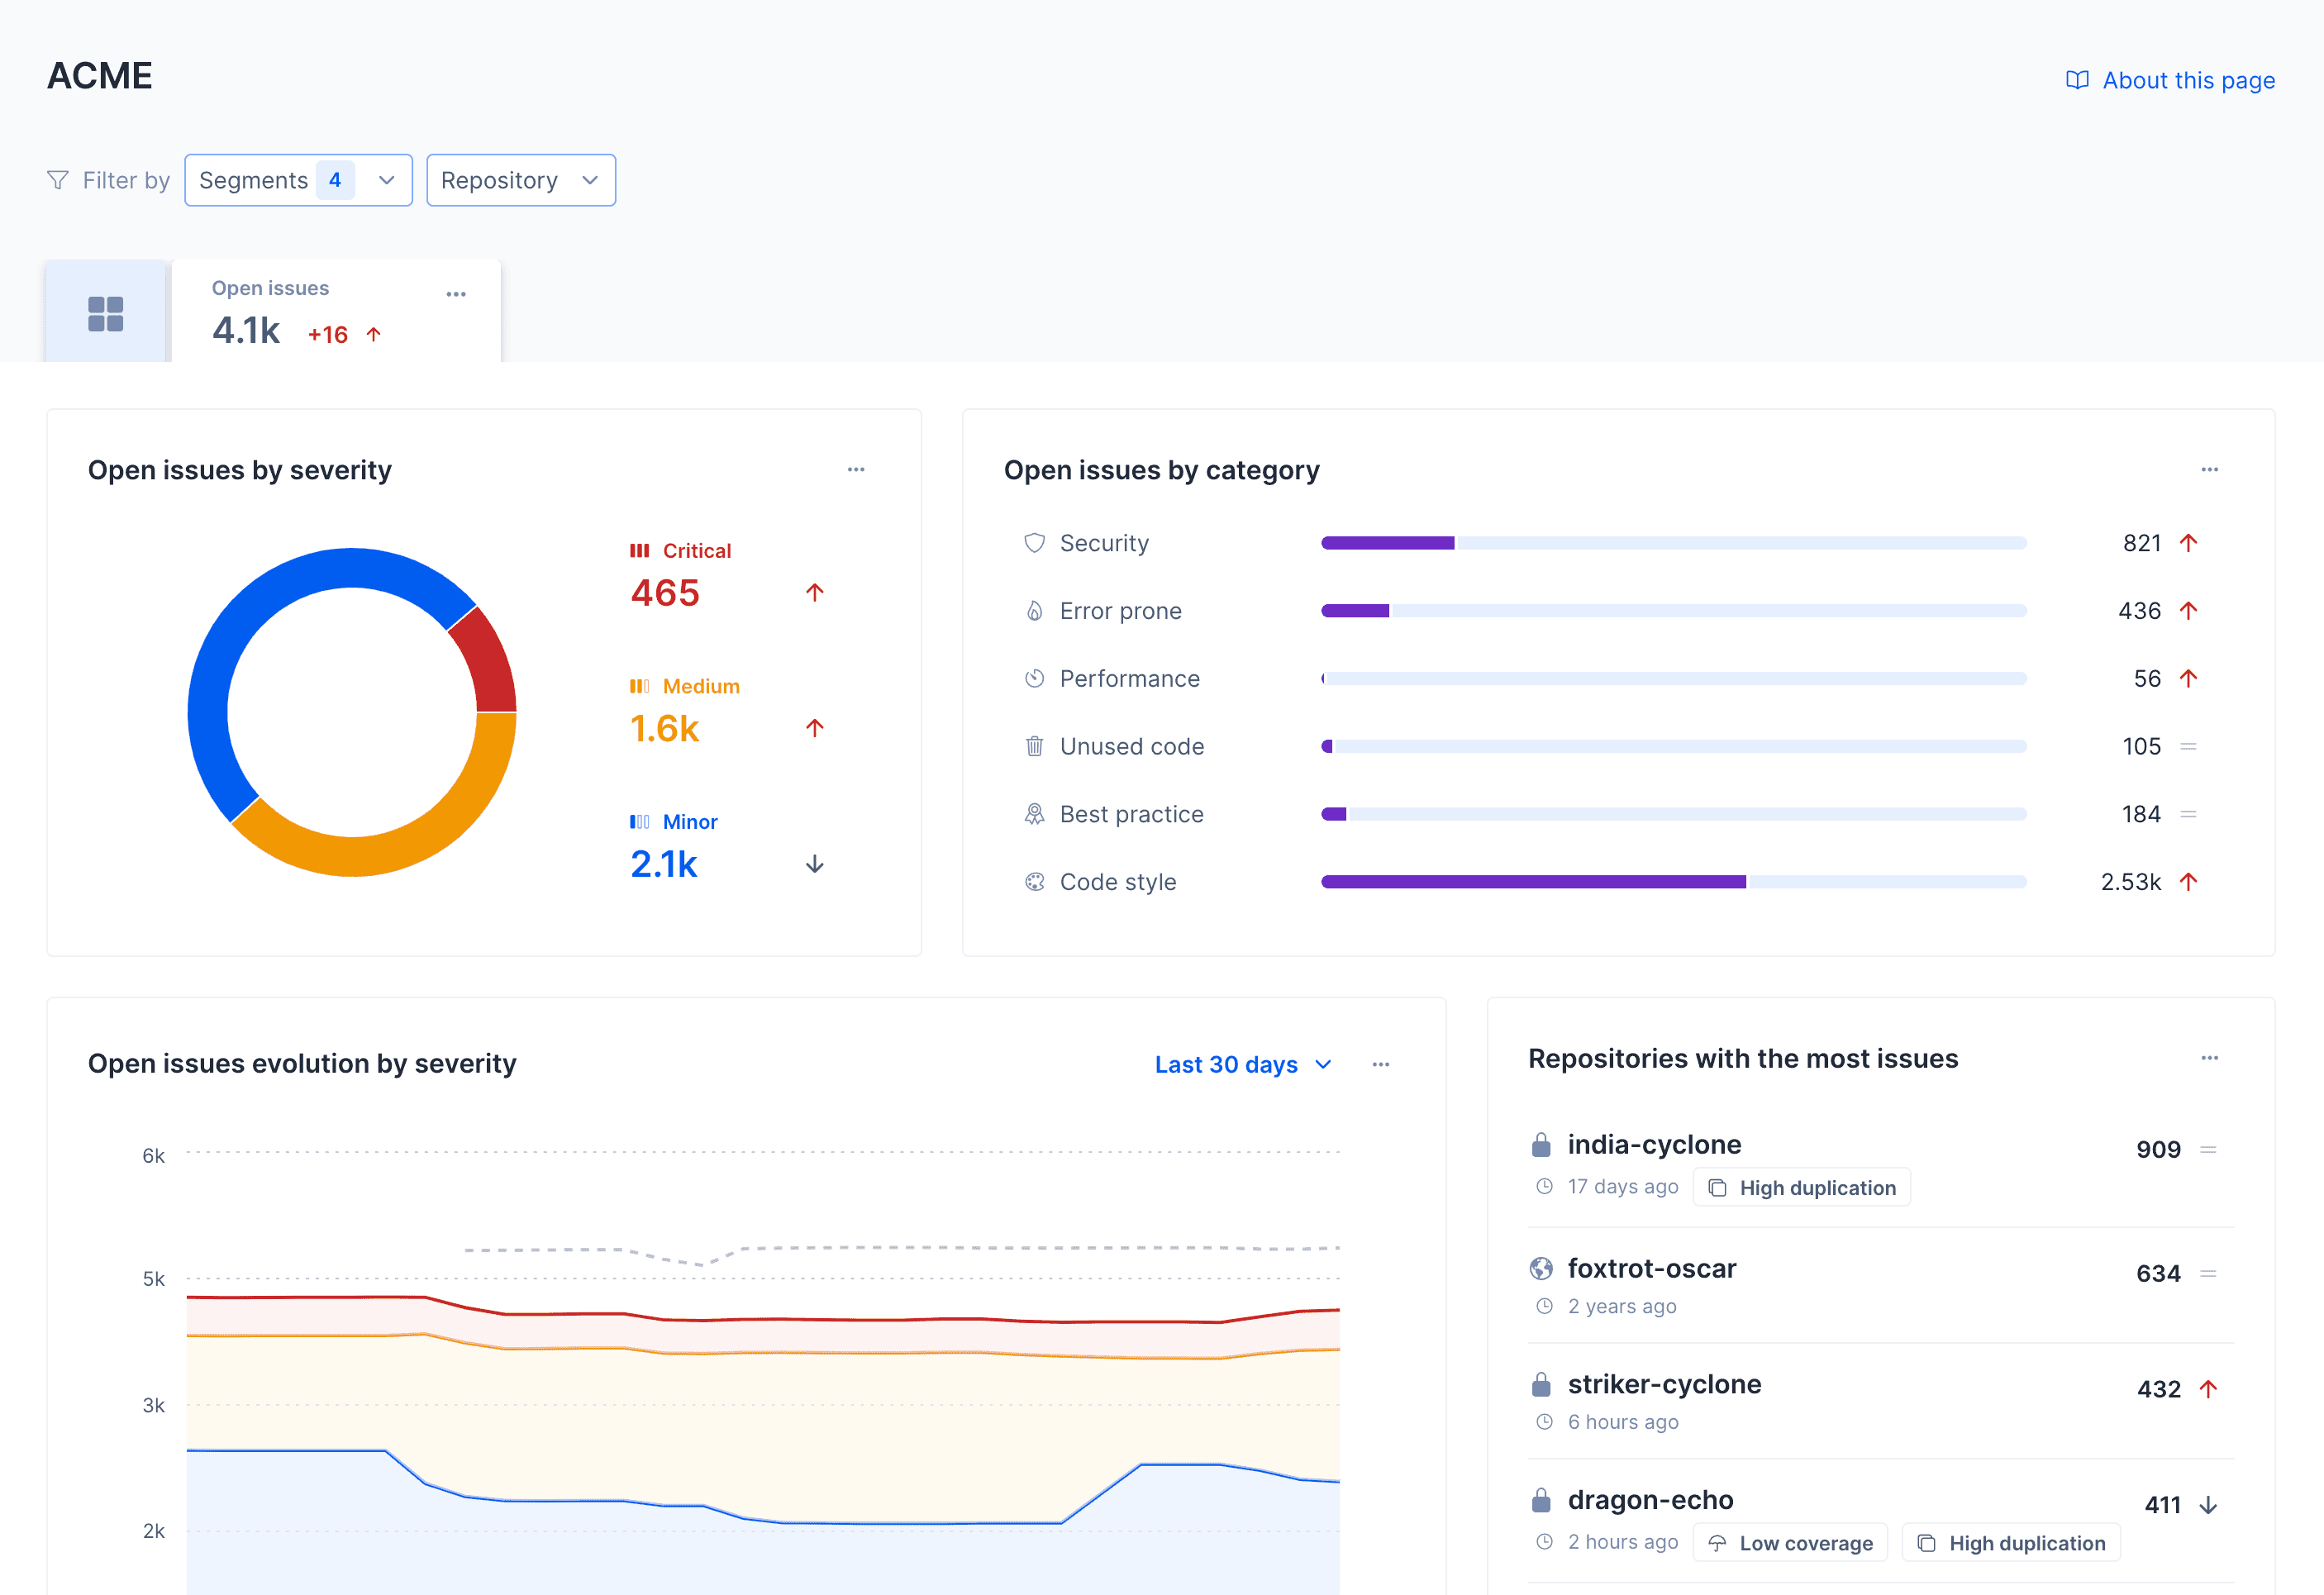 ACME
About this page
Filter by
Segments 4
Repository
Open issues
4.1k +16
Open issues by severity
Critical
465
Medium
1.6k
Minor
2.1k
Open issues by category
Security 821
Error prone 436
Performance 56
Unused code 105
Best practice 184
Code style 2.53k
Open issues evolution by severity
Last 30 days
6k
5k
3k
2k
Repositories with the most issues
india-cyclone 909
17 days ago High duplication
foxtrot-oscar 634
2 years ago
striker-cyclone 432
6 hours ago
dragon-echo 411
2 hours ago Low coverage High duplication